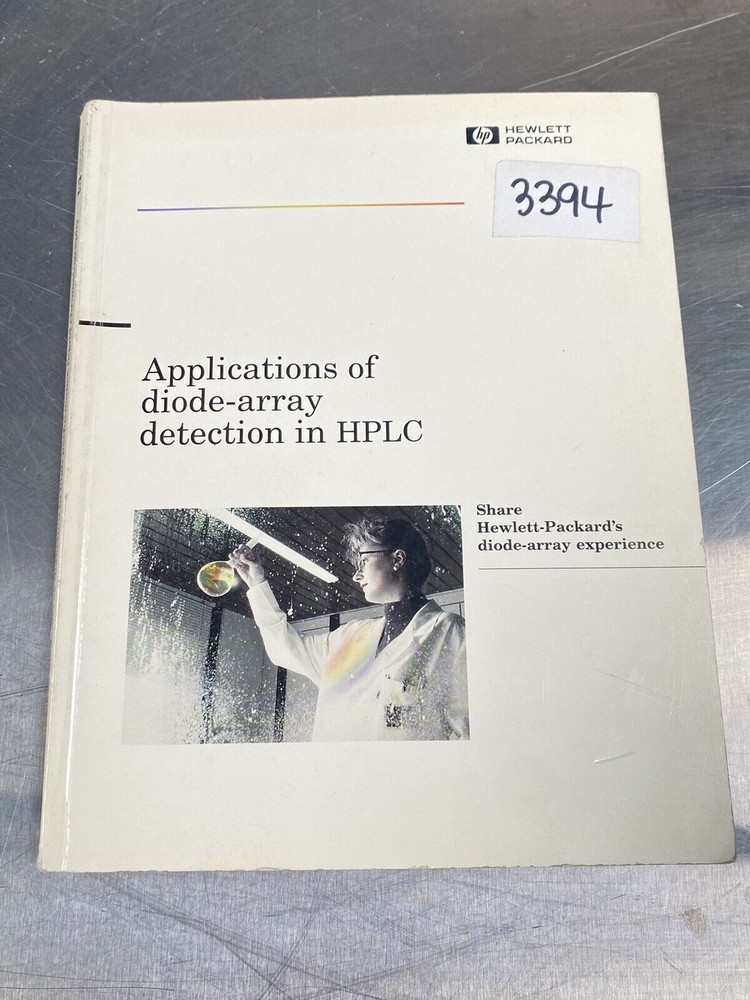 hp HEWLETT
PACKARD
3394
Applications of
diode-array
detection in HPLC
Share
Hewlett-Packard's
diode-array experience